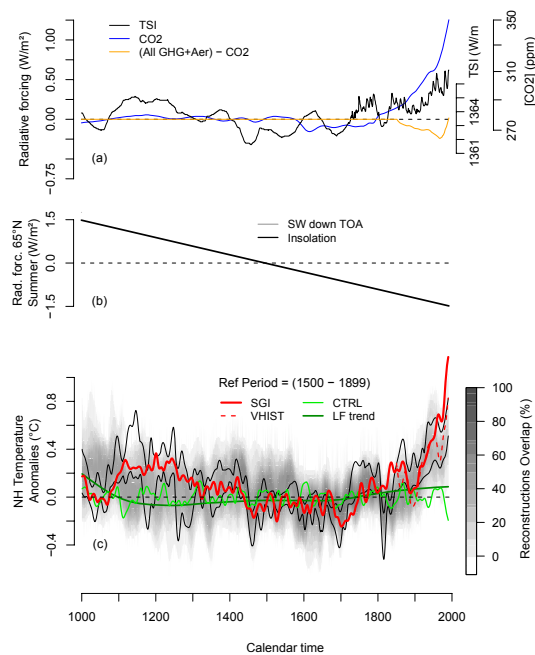 TSI
CO2
(All GHG+Aer) − CO2
Radiative forcing (W/m²)
−0.75
0.00
0.50
1.00
(a)
TSI (W/m
1361
1364
[CO2] (ppm)
270
310
350
Rad. forc. 65°N
Summer (W/m²)
−1.5
0.0
1.5
SW down TOA
Insolation
(b)
Ref Period = (1500 − 1899)
SGI
VHIST
CTRL
LF trend
NH Temperature
Anomalies (°C)
−0.4
0.0
0.4
0.8
(c)
Reconstructions Overlap (%)
0
20
40
60
80
100
1000
1200
1400
1600
1800
2000
Calendar time